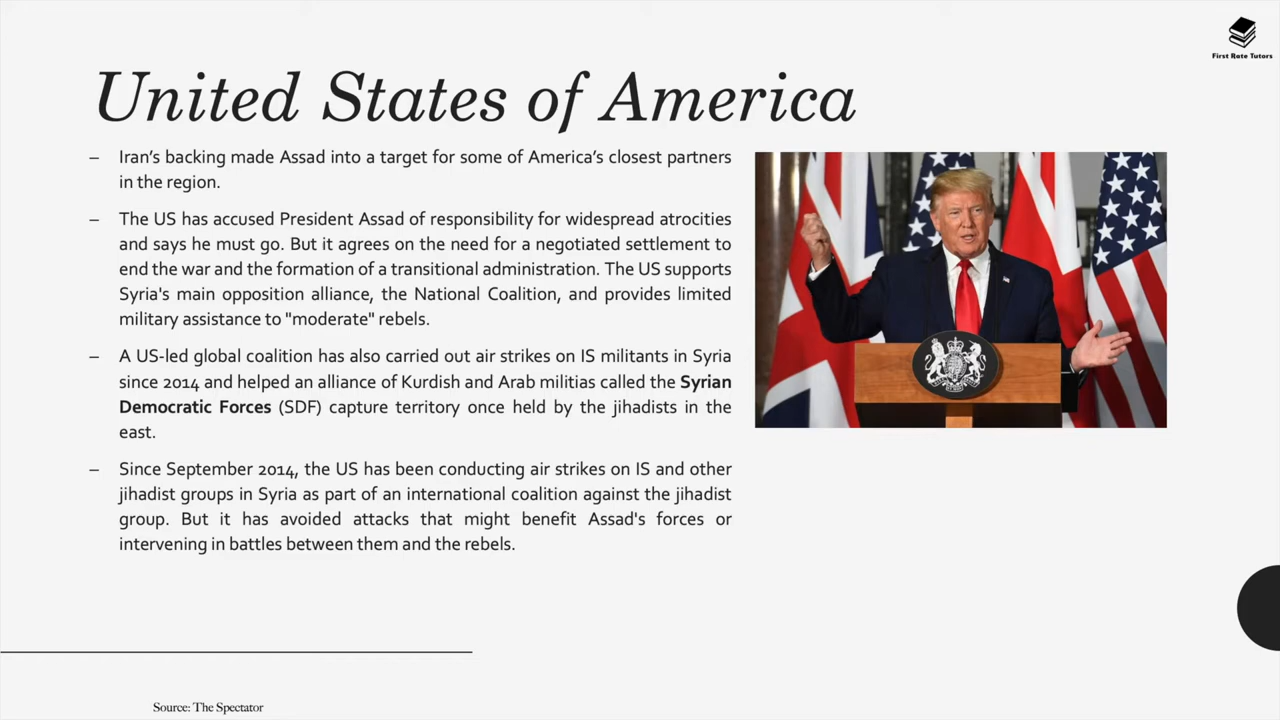 First Rate Tutors
United States of America
– Iran’s backing made Assad into a target for some of America’s closest partners
in the region.
– The US has accused President Assad of responsibility for widespread atrocities
and says he must go. But it agrees on the need for a negotiated settlement to
end the war and the formation of a transitional administration. The US supports
Syria's main opposition alliance, the National Coalition, and provides limited
military assistance to "moderate" rebels.
– A US-led global coalition has also carried out air strikes on IS militants in Syria
since 2014 and helped an alliance of Kurdish and Arab militias called the Syrian
Democratic Forces (SDF) capture territory once held by the jihadists in the
east.
– Since September 2014, the US has been conducting air strikes on IS and other
jihadist groups in Syria as part of an international coalition against the jihadist
group. But it has avoided attacks that might benefit Assad's forces or
intervening in battles between them and the rebels.
Source: The Spectator